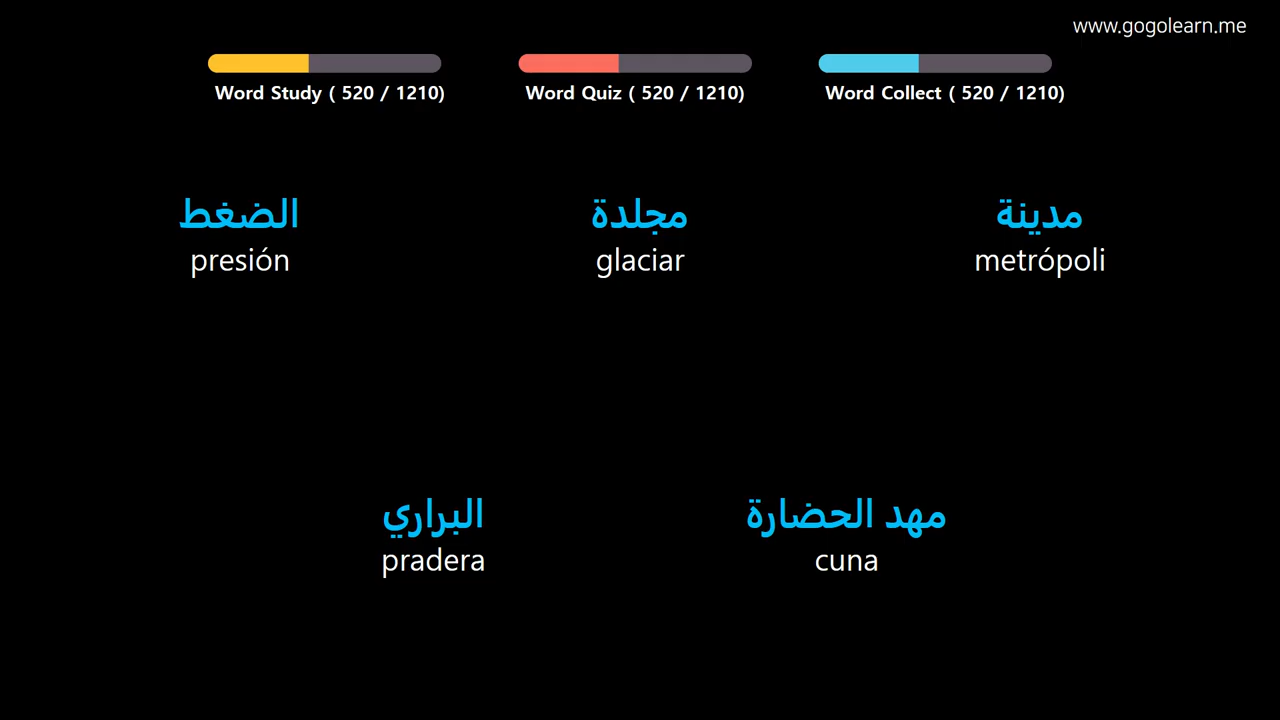 www.gogolearn.me
Word Study ( 520 / 1210)
Word Quiz ( 520 / 1210)
Word Collect ( 520 / 1210)
الضغط
presión
مجلدة
glaciar
مدينة
metrópoli
البراري
pradera
مهد الحضارة
cuna